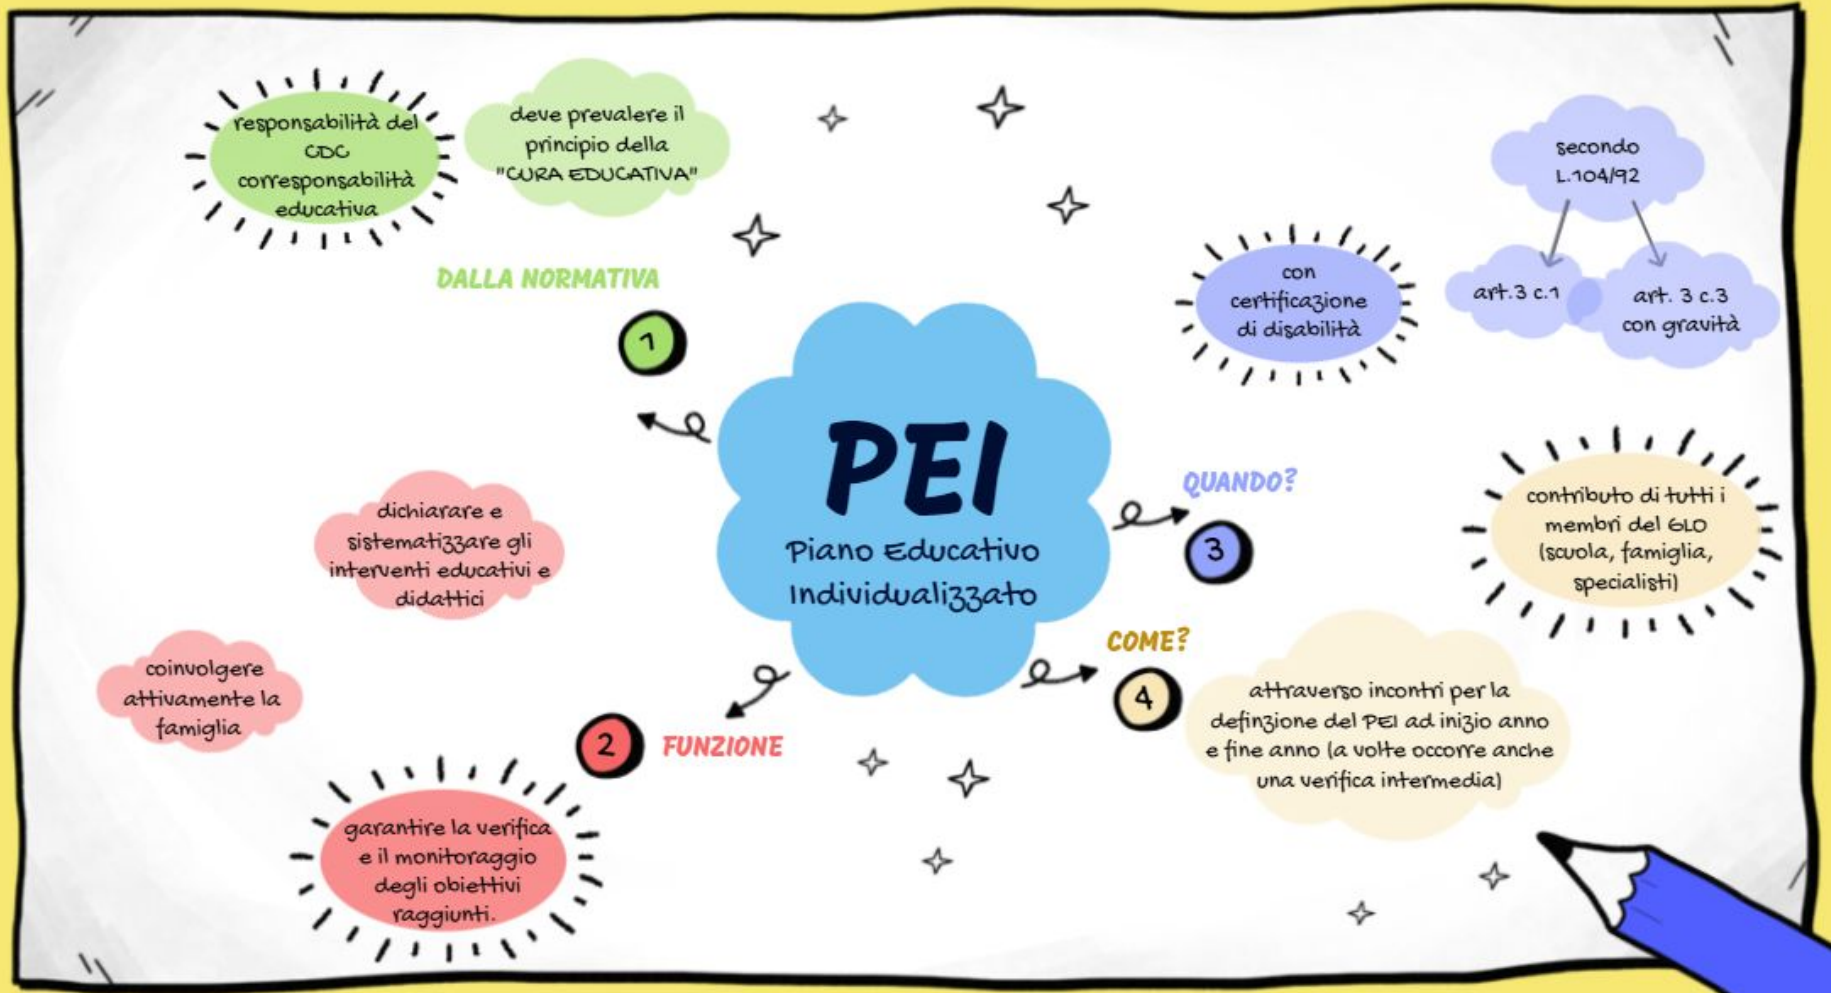 responsabilità del
CDC
corresponsabilità
educativa
deve prevalere il
principio della
"CURA EDUCATIVA"
DALLA NORMATIVA
1
PEI
Piano Educativo
Individualizzato
dichiarare e
sistematizzare gli
interventi educativi e
didattici
coinvolgere
attivamente la
famiglia
2
FUNZIONE
garantire la verifica
e il monitoraggio
degli obiettivi
raggiunti.
QUANDO?
3
con
certificazione
di disabilità
secondo
L.104/92
art.3 c.1
art. 3 c.3
con gravità
COME?
4
contributo di tutti i
membri del GLO
(scuola, famiglia,
specialisti)
attraverso incontri per la
definzione del PEI ad inizio anno
e fine anno (a volte occorre anche
una verifica intermedia)